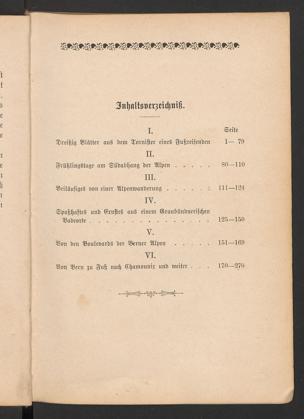 Inhaltsverzeichniß.
I. Seite
Dreißig Blätter aus dem Tornister eines Fußreisenden 1—79
II.
Frühlingstage am Südabhang der Alpen . . . . . 80—110
III.
Beiläufiges von einer Alpenwanderung . . . . . . 111—124
IV.
Spaßhaftes und Ernstes aus einem Graubündnerischen
Badeorte . . . . . . . . . . . . . . . . 125—150
V.
Von den Boulevards der Berner Alpen . . . . . . 151—169
VI.
Von Bern zu Fuß nach Chamounix und weiter . . . 170—270